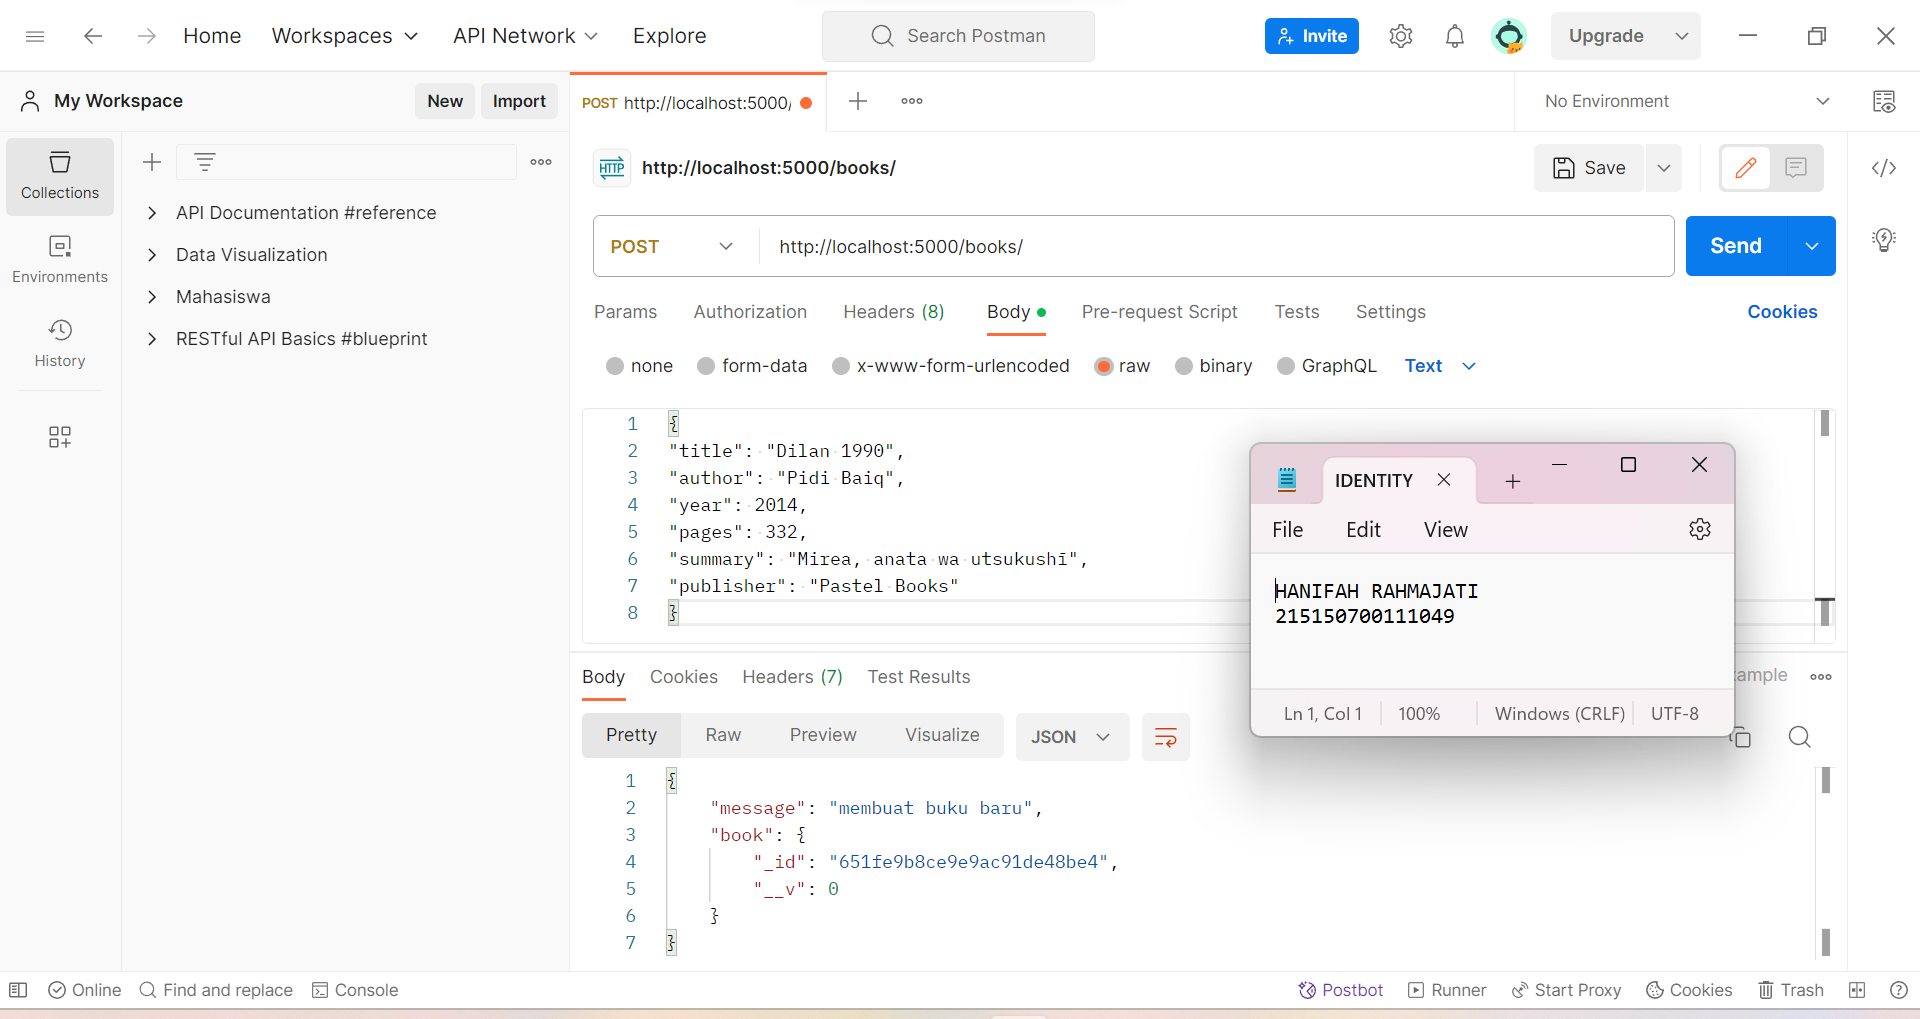 Home
Workspaces
API Network
Explore
Search Postman
Invite
Upgrade
My Workspace
New
Import
POST http://localhost:5000/
No Environment
Collections
Environments
History
API Documentation #reference
Data Visualization
Mahasiswa
RESTful API Basics #blueprint
HTTP
http://localhost:5000/books/
Save
POST
http://localhost:5000/books/
Send
Params
Authorization
Headers (8)
Body
Pre-request Script
Tests
Settings
Cookies
none
form-data
x-www-form-urlencoded
raw
binary
GraphQL
Text
1 {
2 "title": "Dilan 1990",
3 "author": "Pidi Baiq",
4 "year": 2014,
5 "pages": 332,
6 "summary": "Mirea, anata wa utsukushī",
7 "publisher": "Pastel Books"
8 }
IDENTITY
File
Edit
View
HANIFAH RAHMAJATI
215150700111049
Ln 1, Col 1
100%
Windows (CRLF)
UTF-8
Body
Cookies
Headers (7)
Test Results
ample
Pretty
Raw
Preview
Visualize
JSON
1 {
2 "message": "membuat buku baru",
3 "book": {
4 "_id": "651fe9b8ce9e9ac91de48be4",
5 "__v": 0
6 }
7 }
Online
Find and replace
Console
Postbot
Runner
Start Proxy
Cookies
Trash